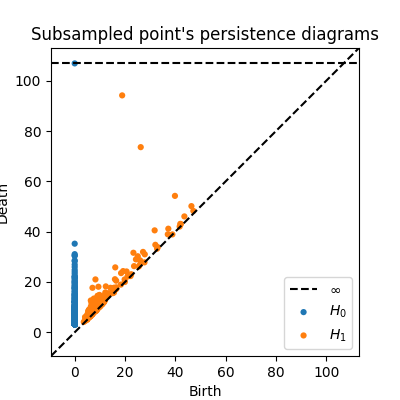 Subsampled point's persistence diagrams
Death
100
80
60
40
20
0
∞
H₀
H₁
0 20 40 60 80 100
Birth